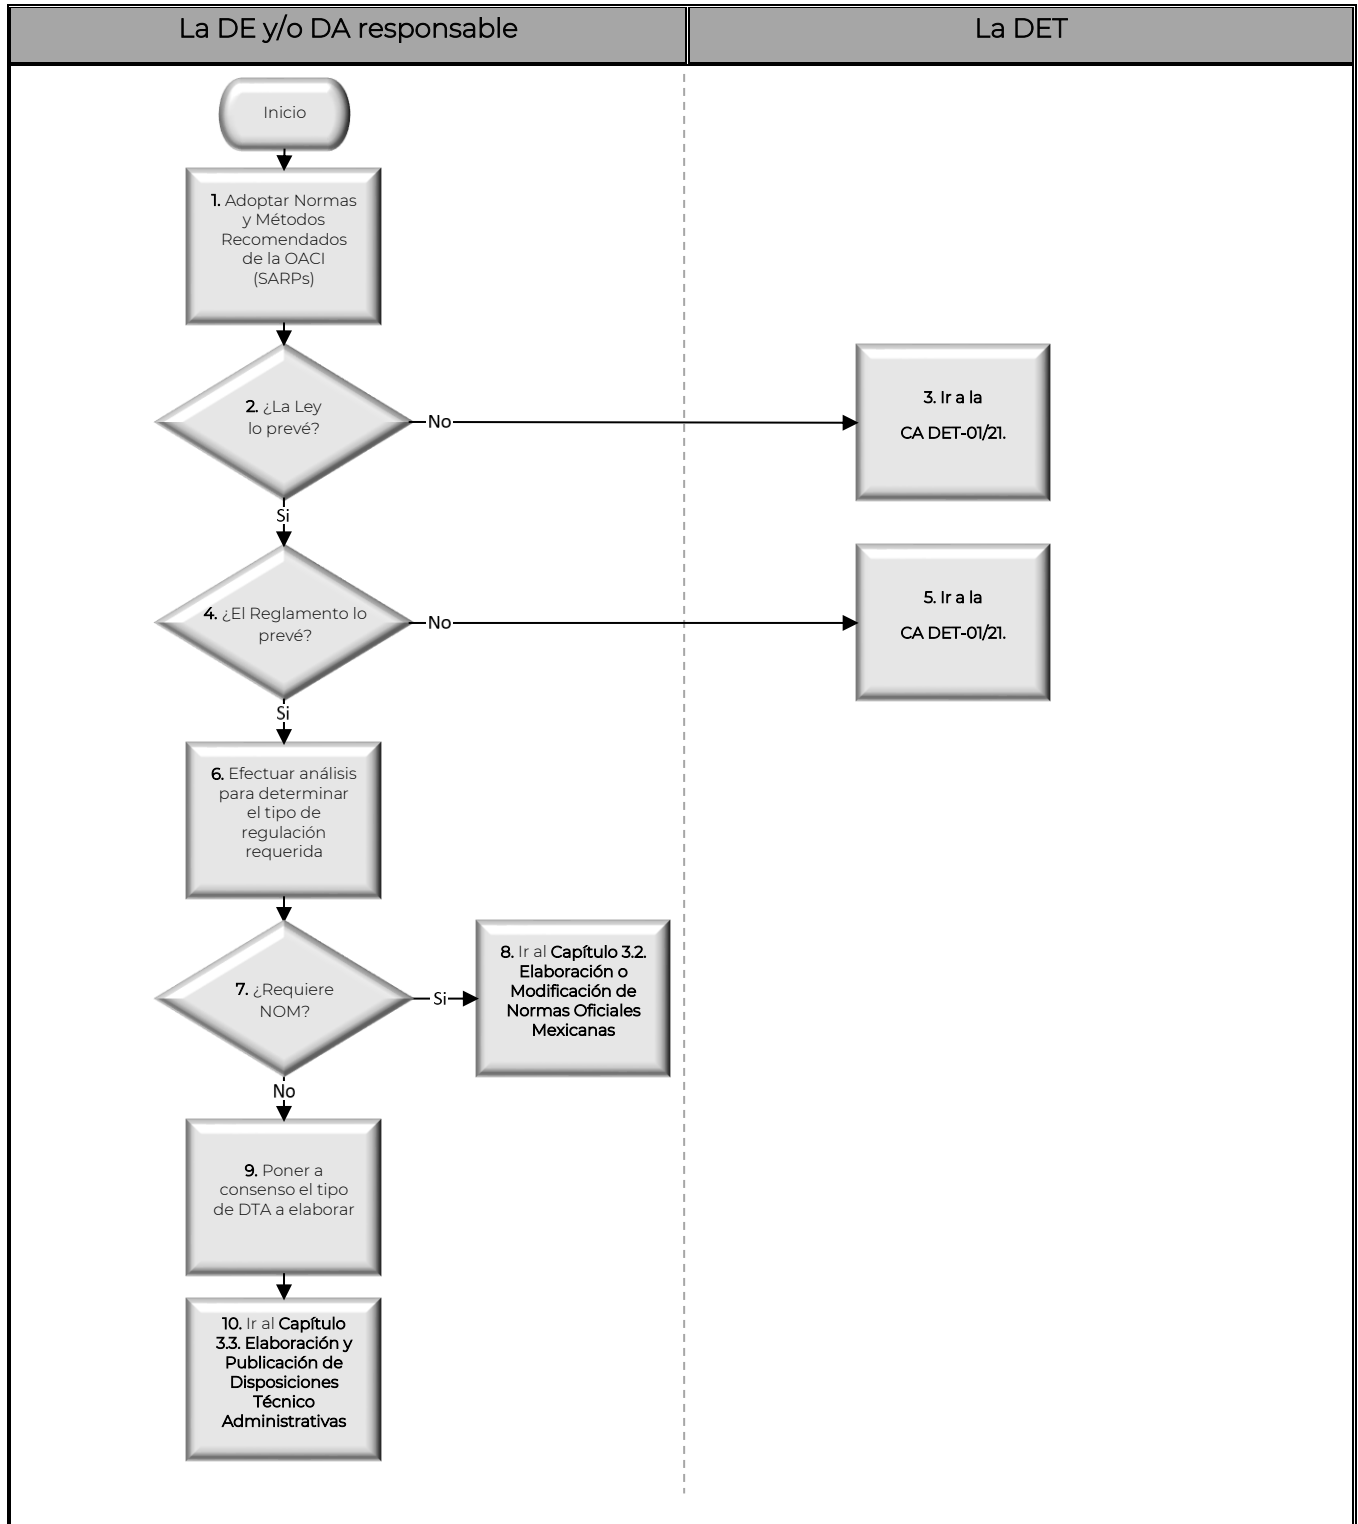 La DE y/o DA responsable
La DET
Inicio
1. Adoptar Normas
y Métodos
Recomendados
de la OACI
(SARPs)
2. ¿La Ley
lo prevé?
No
3. Ir a la
CA DET-01/21.
Si
4. ¿El Reglamento lo
prevé?
No
5. Ir a la
CA DET-01/21.
Si
6. Efectuar análisis
para determinar
el tipo de
regulación
requerida
7. ¿Requiere
NOM?
Si
8. Ir al Capítulo 3.2.
Elaboración o
Modificación de
Normas Oficiales
Mexicanas
No
9. Poner a
consenso el tipo
de DTA a elaborar
10. Ir al Capítulo
3.3. Elaboración y
Publicación de
Disposiciones
Técnico
Administrativas